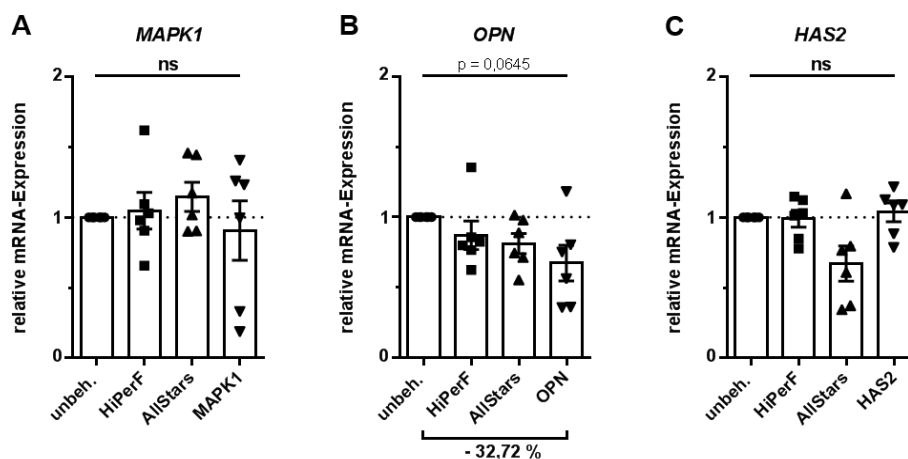 A
MAPK1
ns
relative mRNA-Expression
2
1
0
unbeh.
HiPerF
AllStars
MAPK1
B
OPN
p = 0,0645
relative mRNA-Expression
2
1
0
unbeh.
HiPerF
AllStars
OPN
- 32,72 %
C
HAS2
ns
relative mRNA-Expression
2
1
0
unbeh.
HiPerF
AllStars
HAS2